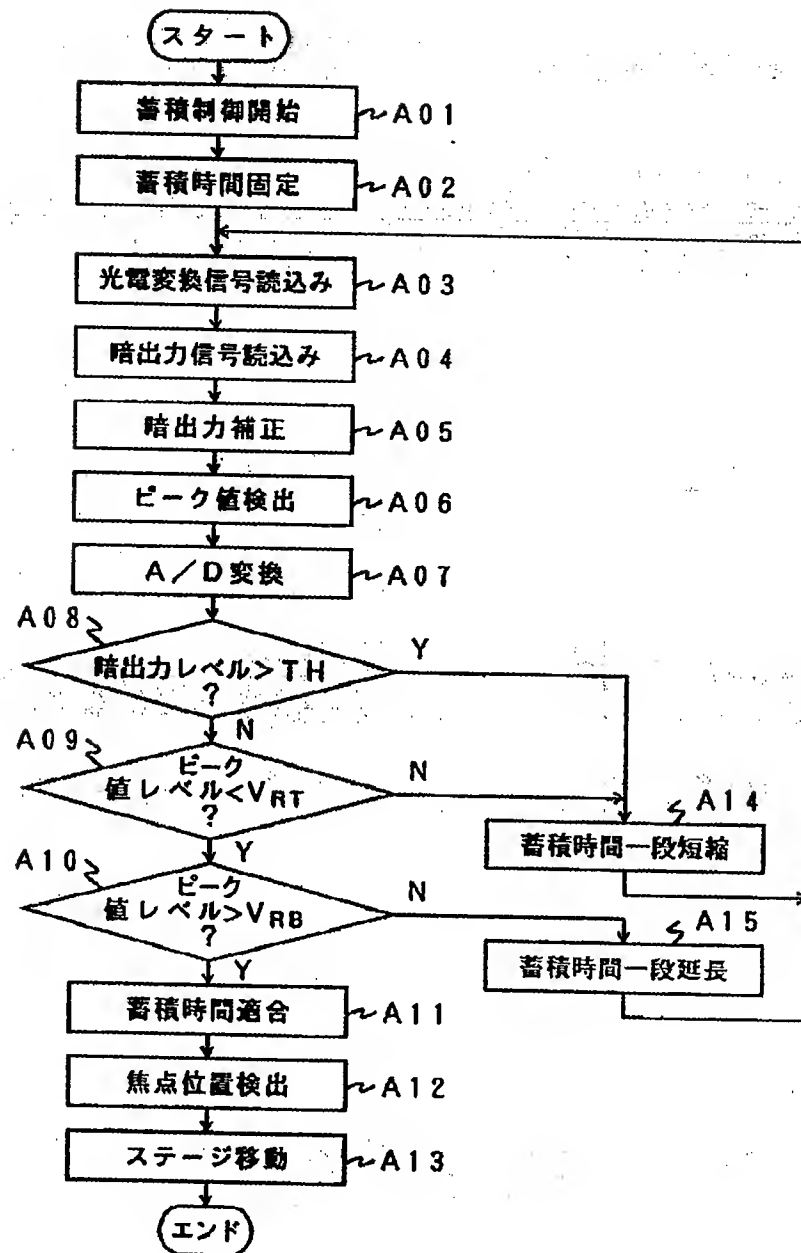 スタート
蓄積制御開始 A01
蓄積時間固定 A02
光電変換信号読込み A03
暗出力信号読込み A04
暗出力補正 A05
ピーク値検出 A06
A/D変換 A07
A08
暗出力レベル>TH
?
Y
N
A09
ピーク
値レベル<VRT
?
N
Y
A14
蓄積時間一段短縮
A10
ピーク
値レベル>VRB
?
N
Y
A15
蓄積時間一段延長
蓄積時間適合 A11
焦点位置検出 A12
ステージ移動 A13
エンド